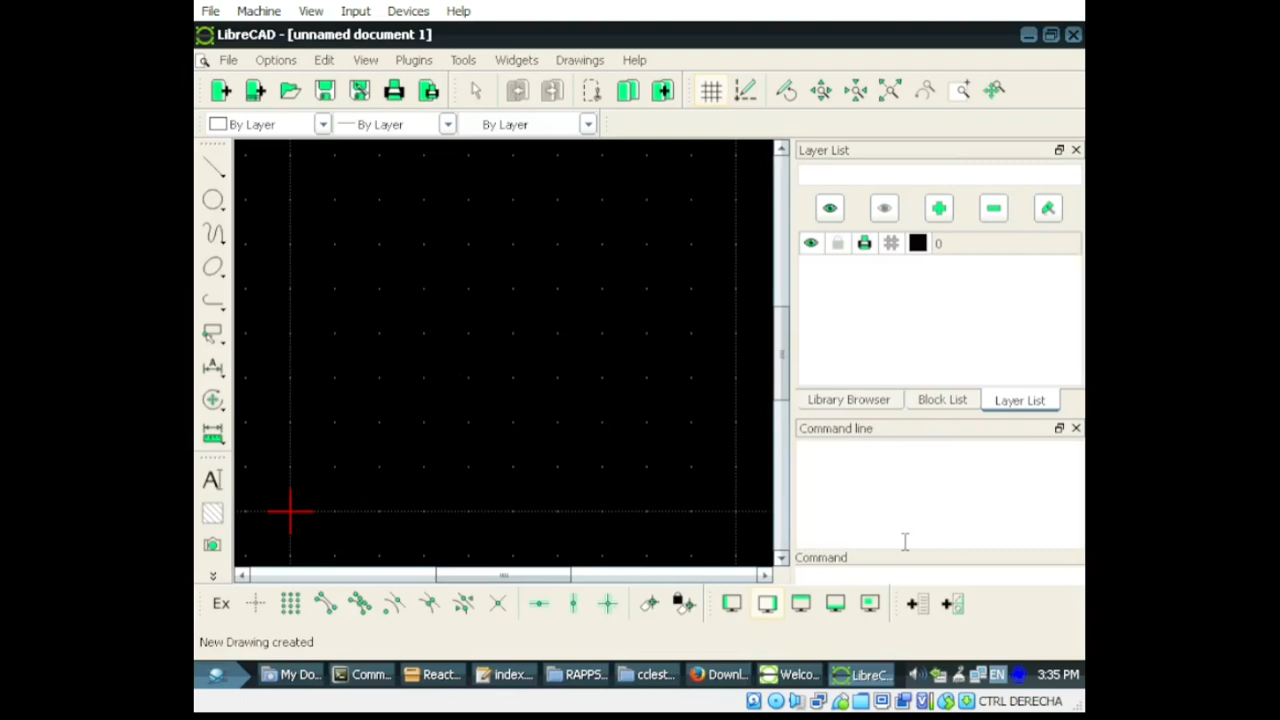 File Machine View Input Devices Help
LibreCAD - [unnamed document 1]
File Options Edit View Plugins Tools Widgets Drawings Help
By Layer By Layer By Layer
Layer List
0
Library Browser Block List Layer List
Command line
Command
Ex
New Drawing created
My Do... Comm... React... index.... RAPPS... cclest... Downl... Welco... LibreC... EN 3:35 PM
CTRL DERECHA